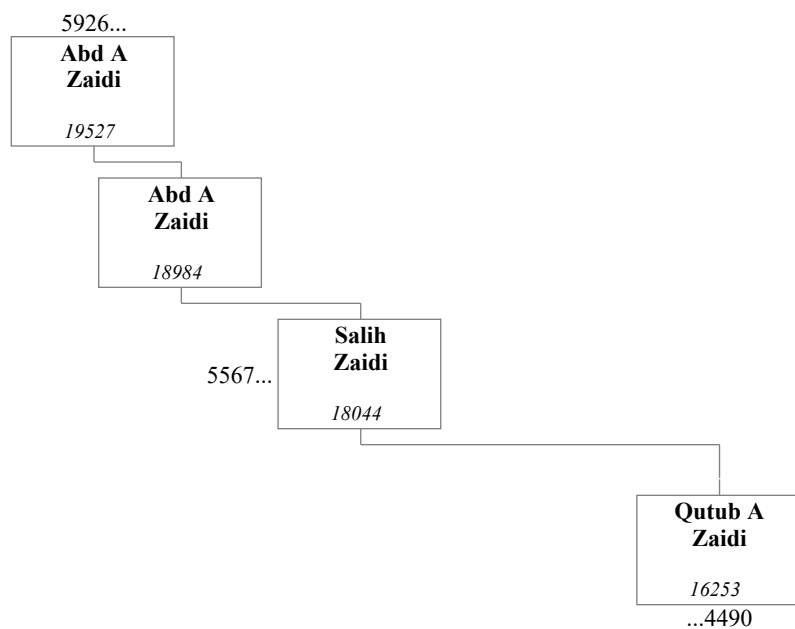 5926...
Abd A
Zaidi
19527
Abd A
Zaidi
18984
Salih
Zaidi
5567...
18044
Qutub A
Zaidi
16253
...4490